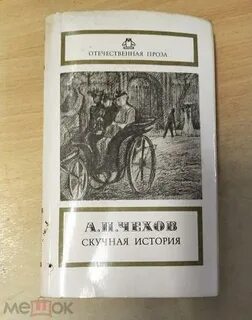 ОТЕЧЕСТВЕННАЯ ПРОЗА
А.П.ЧЕХОВ
СКУЧНАЯ ИСТОРИЯ
МеШок